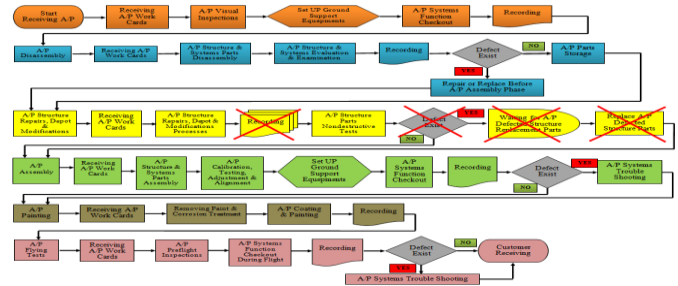 Start
Receiving A/P
Receiving
A/P Work
Cards
A/P Visual
Inspections
Set UP Ground
Support
Equipments
A/P Systems
Function
Checkout
Recording
A/P
Disassembly
Receiving A/P
Work Cards
A/P Structure &
Systems Parts
Disassembly
A/P Structure &
Systems Evaluation
& Examination
Recording
Defect
Exist
NO
YES
A/P Parts
Storage
Repair or Replace Before
A/P Assembly Phase
A/P Structure
Repairs, Depot &
Modifications
Receiving
A/P Work
Cards
A/P Structure
Repairs, Depot &
Modifications
Processes
Recording
A/P Structure
Parts
Nondestructive
Tests
Defect
Exist
YES
NO
Waiting for A/P
Defected Structure
Replacement Parts
Replace A/P
Defected
Structure Parts
A/P
Assembly
Receiving
A/P Work
Cards
A/P
Structure &
Systems Parts
Assembly
A/P
Calibration,
Testing,
Adjustment &
Alignment
Set UP
Ground
Support
Equipments
A/P
Systems
Function
Checkout
Recording
Defect
Exist
YES
NO
A/P Systems
Trouble
Shooting
A/P
Painting
Receiving A/P
Work Cards
Removing Paint &
Corrosion Treatment
A/P Coating
& Painting
Recording
A/P
Flying
Tests
Receiving
A/P Work
Cards
A/P
Preflight
Inspections
A/P Systems
Function
Checkout
During Flight
Recording
Defect
Exist
NO
YES
Customer
Receiving
A/P Systems Trouble Shooting